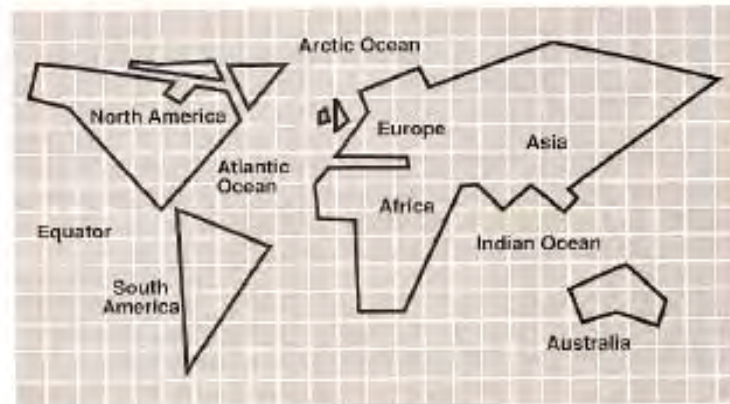 Arctic Ocean
North America
Europe
Asia
Atlantic
Ocean
Africa
Equator
Indian Ocean
South
America
Australia